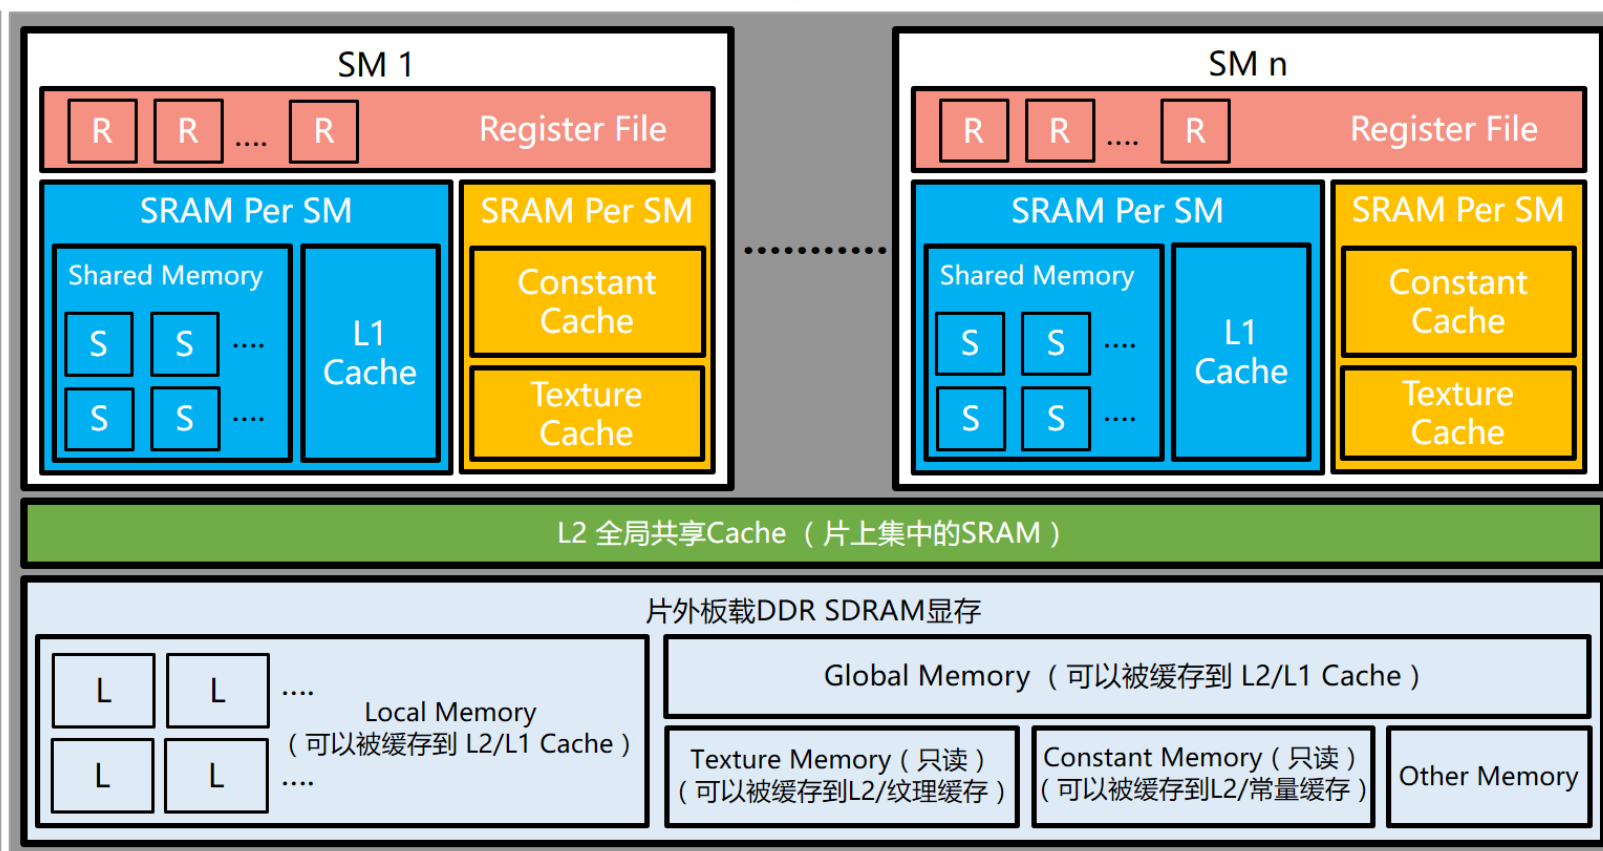 SM 1
R R .... R Register File
SRAM Per SM
Shared Memory
S S ....
S S ....
L1
Cache
SRAM Per SM
Constant
Cache
Texture
Cache
...........
SM n
R R .... R Register File
SRAM Per SM
Shared Memory
S S ....
S S ....
L1
Cache
SRAM Per SM
Constant
Cache
Texture
Cache
L2 全局共享Cache（片上集中的SRAM）
片外板载DDR SDRAM显存
L L ....
L L ....
Local Memory
（可以被缓存到 L2/L1 Cache）
Global Memory （可以被缓存到 L2/L1 Cache）
Texture Memory（只读）
（可以被缓存到L2/纹理缓存）
Constant Memory（只读）
（可以被缓存到L2/常量缓存）
Other Memory